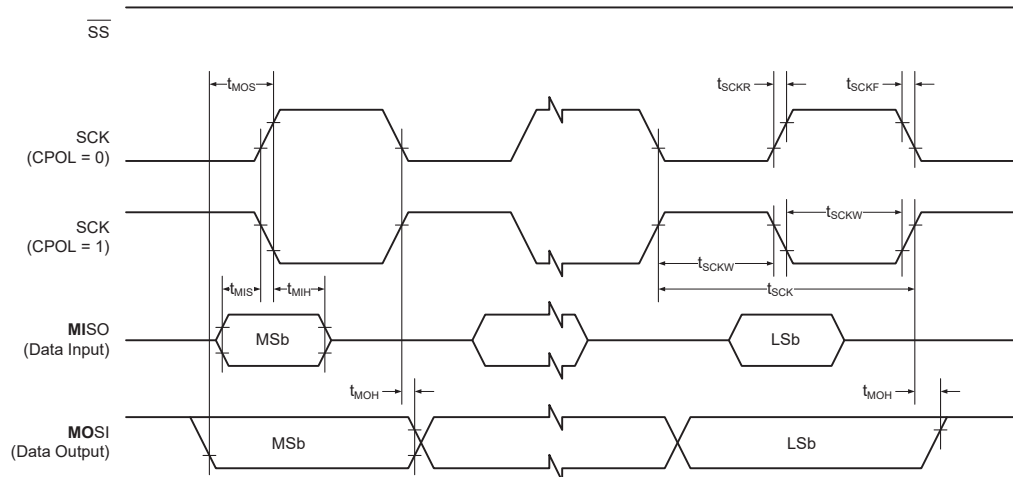 SS
tMOS
tSCKR
tSCKF
SCK
(CPOL = 0)
SCK
(CPOL = 1)
tSCKW
tSCKW
tSCK
tMIS
tMIH
MISO
(Data Input)
MSb
LSb
tMOH
tMOH
MOSI
(Data Output)
MSb
LSb